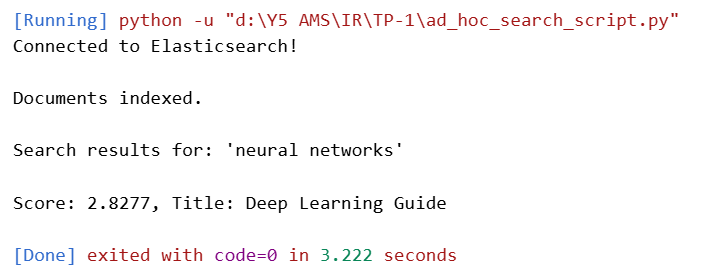 [Running] python -u "d:\Y5 AMS\IR\TP-1\ad_hoc_search_script.py"
Connected to Elasticsearch!
Documents indexed.
Search results for: 'neural networks'
Score: 2.8277, Title: Deep Learning Guide
[Done] exited with code=0 in 3.222 seconds